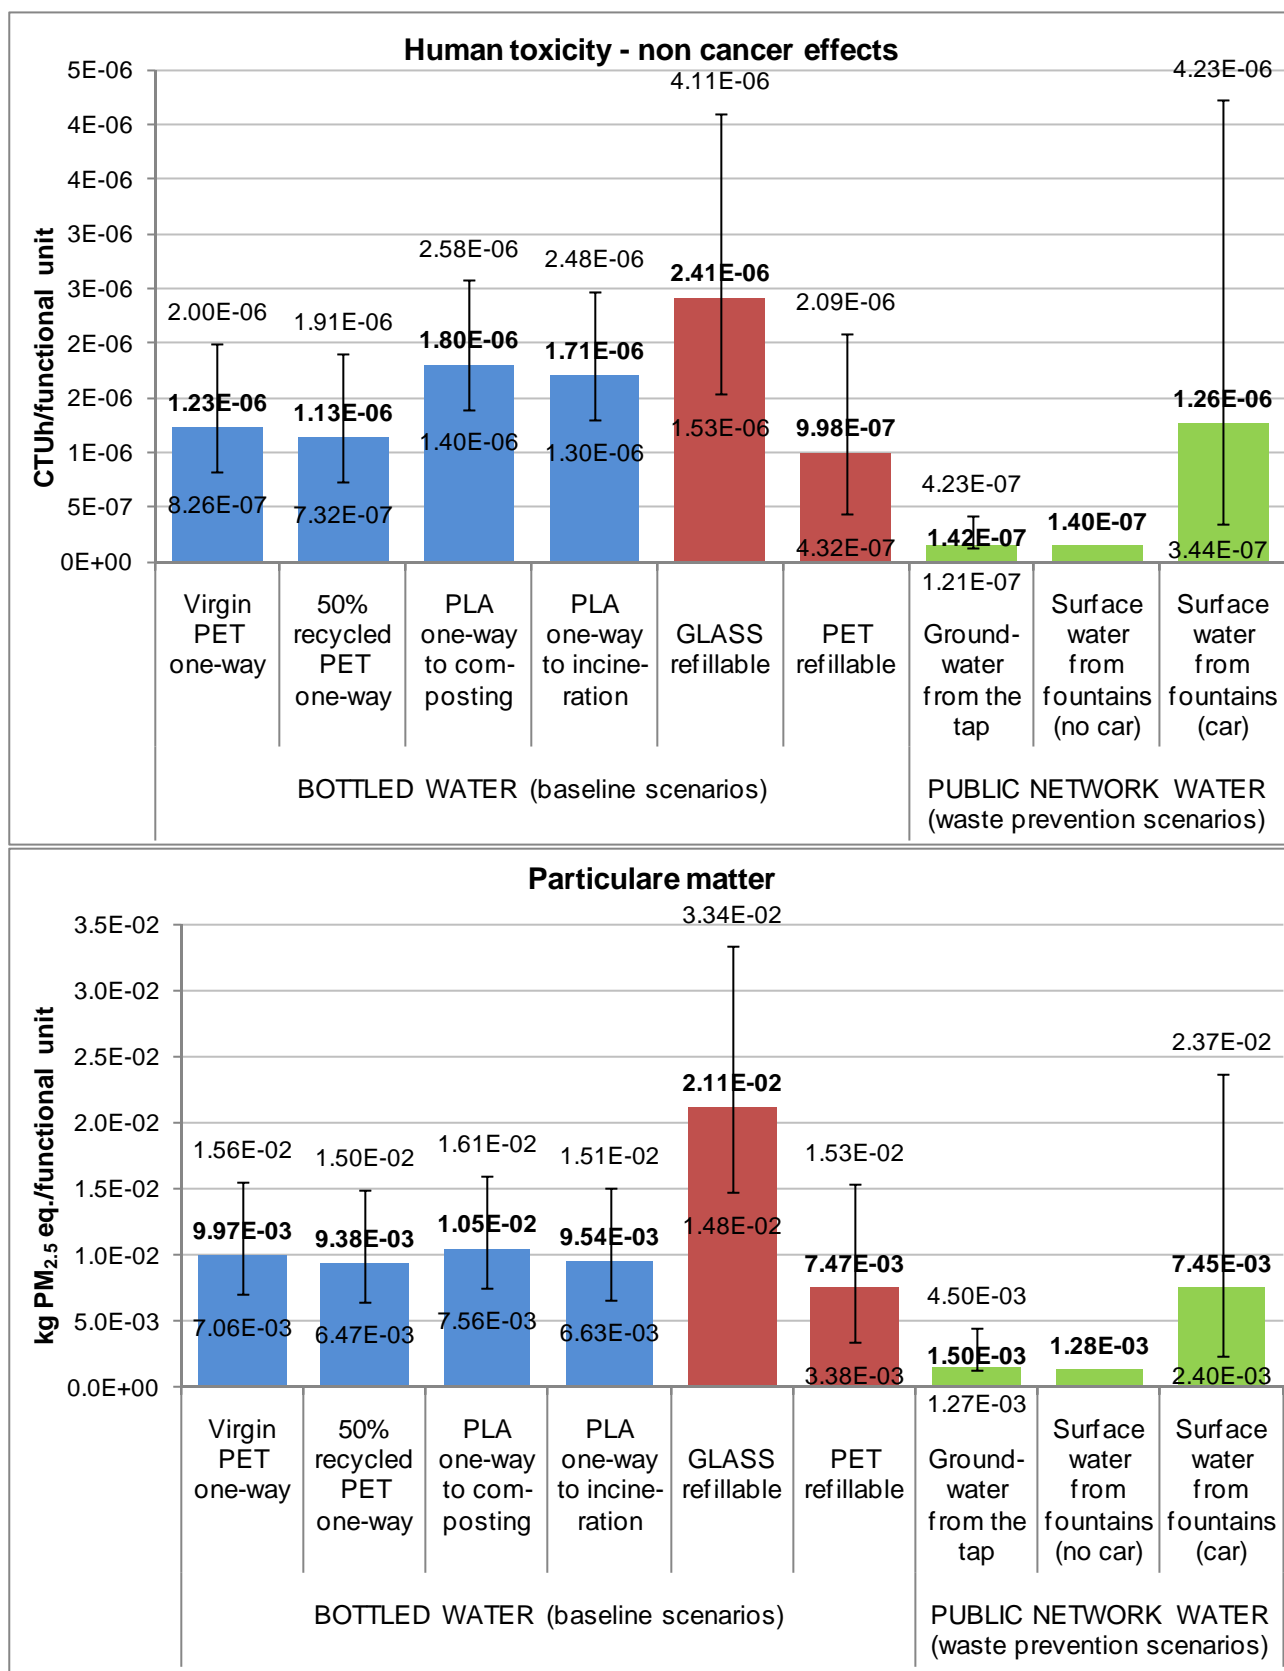 Human toxicity - non cancer effects
CTUh/functional unit
5E-06
4E-06
4E-06
3E-06
3E-06
2E-06
2E-06
1E-06
5E-07
0E+00
2.00E-06
1.23E-06
8.26E-07
1.91E-06
1.13E-06
7.32E-07
2.58E-06
1.80E-06
1.40E-06
2.48E-06
1.71E-06
1.30E-06
4.11E-06
2.41E-06
1.53E-06
2.09E-06
9.98E-07
4.32E-07
4.23E-07
1.42E-07
1.21E-07
1.40E-07
4.23E-06
1.26E-06
3.44E-07
Virgin
PET
one-way
50%
recycled
PET
one-way
PLA
one-way
to com-
posting
PLA
one-way
to incine-
ration
GLASS
refillable
PET
refillable
Ground-
water
from the
tap
Surface
water
from
fountains
(no car)
Surface
water
from
fountains
(car)
BOTTLED WATER (baseline scenarios)
PUBLIC NETWORK WATER
(waste prevention scenarios)
Particulare matter
kg PM2.5 eq./functional unit
3.5E-02
3.0E-02
2.5E-02
2.0E-02
1.5E-02
1.0E-02
5.0E-03
0.0E+00
1.56E-02
9.97E-03
7.06E-03
1.50E-02
9.38E-03
6.47E-03
1.61E-02
1.05E-02
7.56E-03
1.51E-02
9.54E-03
6.63E-03
3.34E-02
2.11E-02
1.48E-02
1.53E-02
7.47E-03
3.38E-03
4.50E-03
1.50E-03
1.27E-03
1.28E-03
2.37E-02
7.45E-03
2.40E-03
Virgin
PET
one-way
50%
recycled
PET
one-way
PLA
one-way
to com-
posting
PLA
one-way
to incine-
ration
GLASS
refillable
PET
refillable
Ground-
water
from the
tap
Surface
water
from
fountains
(no car)
Surface
water
from
fountains
(car)
BOTTLED WATER (baseline scenarios)
PUBLIC NETWORK WATER
(waste prevention scenarios)